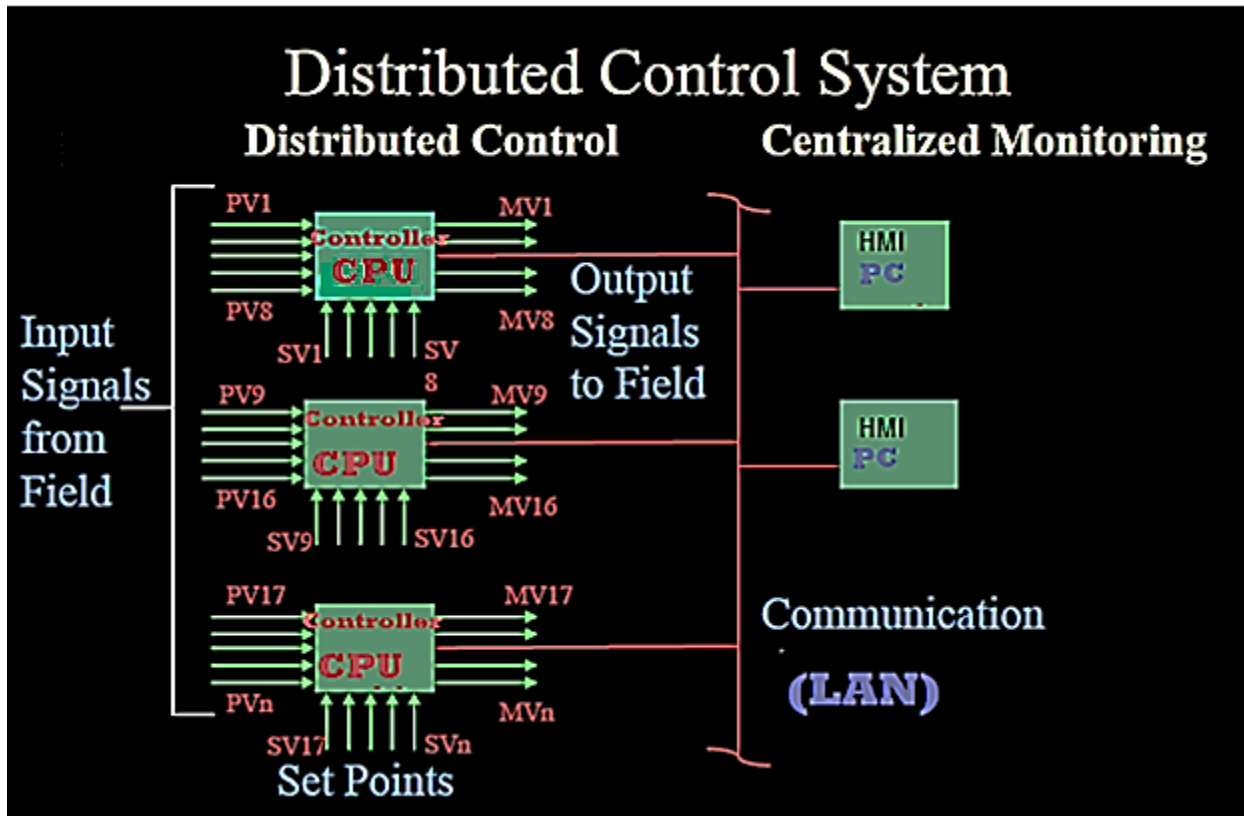 Distributed Control System
Distributed Control
Centralized Monitoring
PV1
MV1
Controller
CPU
HMI
PC
PV8
MV8
SV1
SV
8
Input
Signals
from
Field
Output
Signals
to Field
PV9
MV9
Controller
CPU
HMI
PC
PV16
MV16
SV9
SV16
PV17
MV17
Controller
CPU
PVn
MVn
SV17
SVn
Set Points
Communication
(LAN)